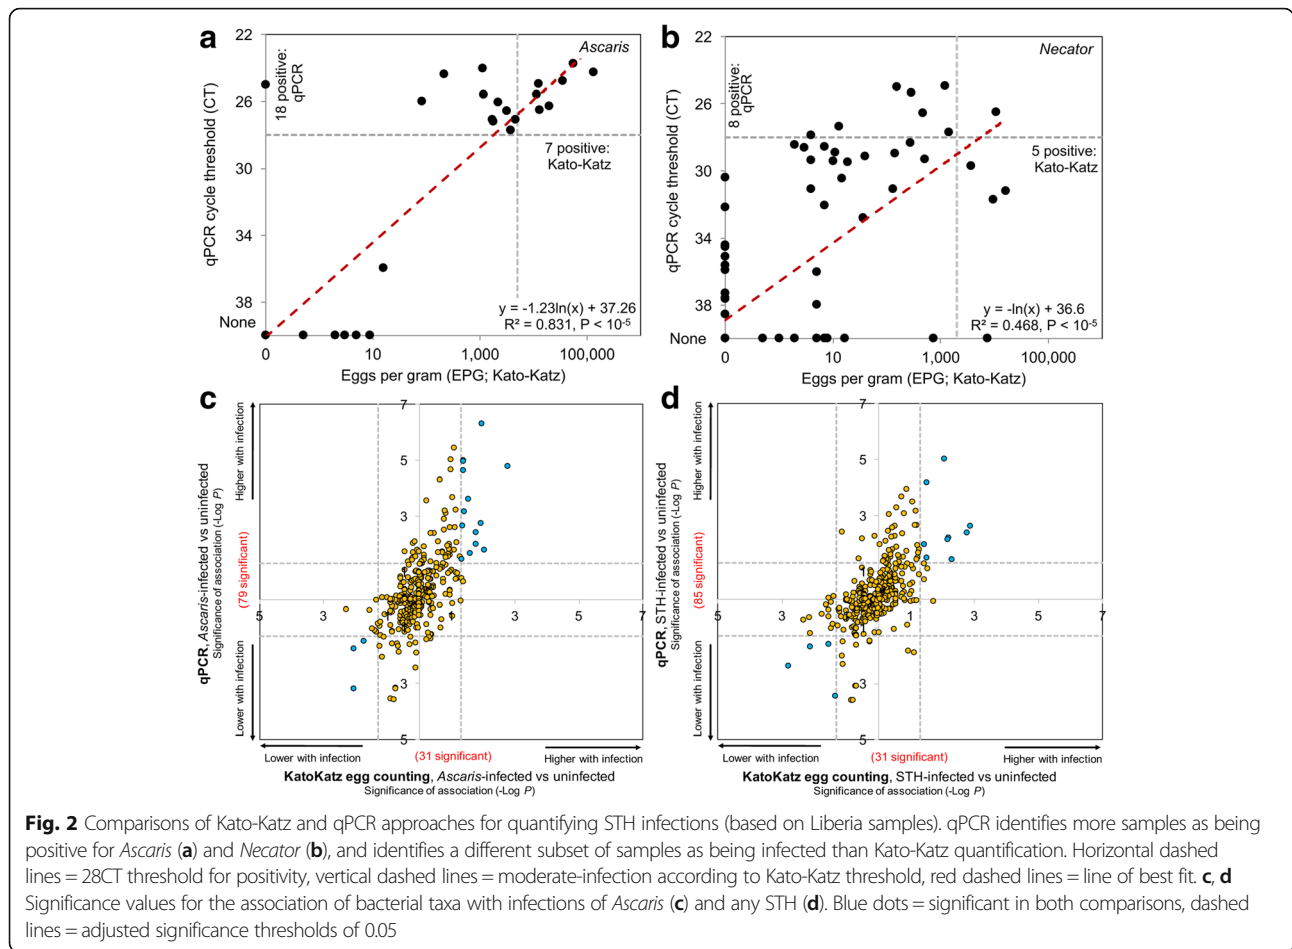 a
22
26
30
34
38
None
qPCR cycle threshold (CT)
18 positive:
qPCR
Ascaris
7 positive:
Kato-Katz
y = -1.23ln(x) + 37.26
R² = 0.831, P < 10⁻⁵
0
10
1,000
100,000
Eggs per gram (EPG; Kato-Katz)
b
22
26
30
34
38
None
qPCR cycle threshold (CT)
8 positive:
qPCR
Necator
5 positive:
Kato-Katz
y = -ln(x) + 36.6
R² = 0.468, P < 10⁻⁵
0
10
1,000
100,000
Eggs per gram (EPG; Kato-Katz)
c
7
5
3
1
1
3
5
5
3
1
1
3
5
7
qPCR, Ascaris-infected vs uninfected
Significance of association (-Log P)
(79 significant)
Higher with infection
Lower with infection
Lower with infection
(31 significant)
Higher with infection
KatoKatz egg counting, Ascaris-infected vs uninfected
Significance of association (-Log P)
d
7
5
3
1
1
3
5
5
3
1
1
3
5
7
qPCR, STH-infected vs uninfected
Significance of association (-Log P)
(85 significant)
Higher with infection
Lower with infection
Lower with infection
(31 significant)
Higher with infection
KatoKatz egg counting, STH-infected vs uninfected
Significance of association (-Log P)
Fig. 2 Comparisons of Kato-Katz and qPCR approaches for quantifying STH infections (based on Liberia samples). qPCR identifies more samples as being
positive for Ascaris (a) and Necator (b), and identifies a different subset of samples as being infected than Kato-Katz quantification. Horizontal dashed
lines = 28CT threshold for positivity, vertical dashed lines = moderate-infection according to Kato-Katz threshold, red dashed lines = line of best fit. c, d
Significance values for the association of bacterial taxa with infections of Ascaris (c) and any STH (d). Blue dots = significant in both comparisons, dashed
lines = adjusted significance thresholds of 0.05